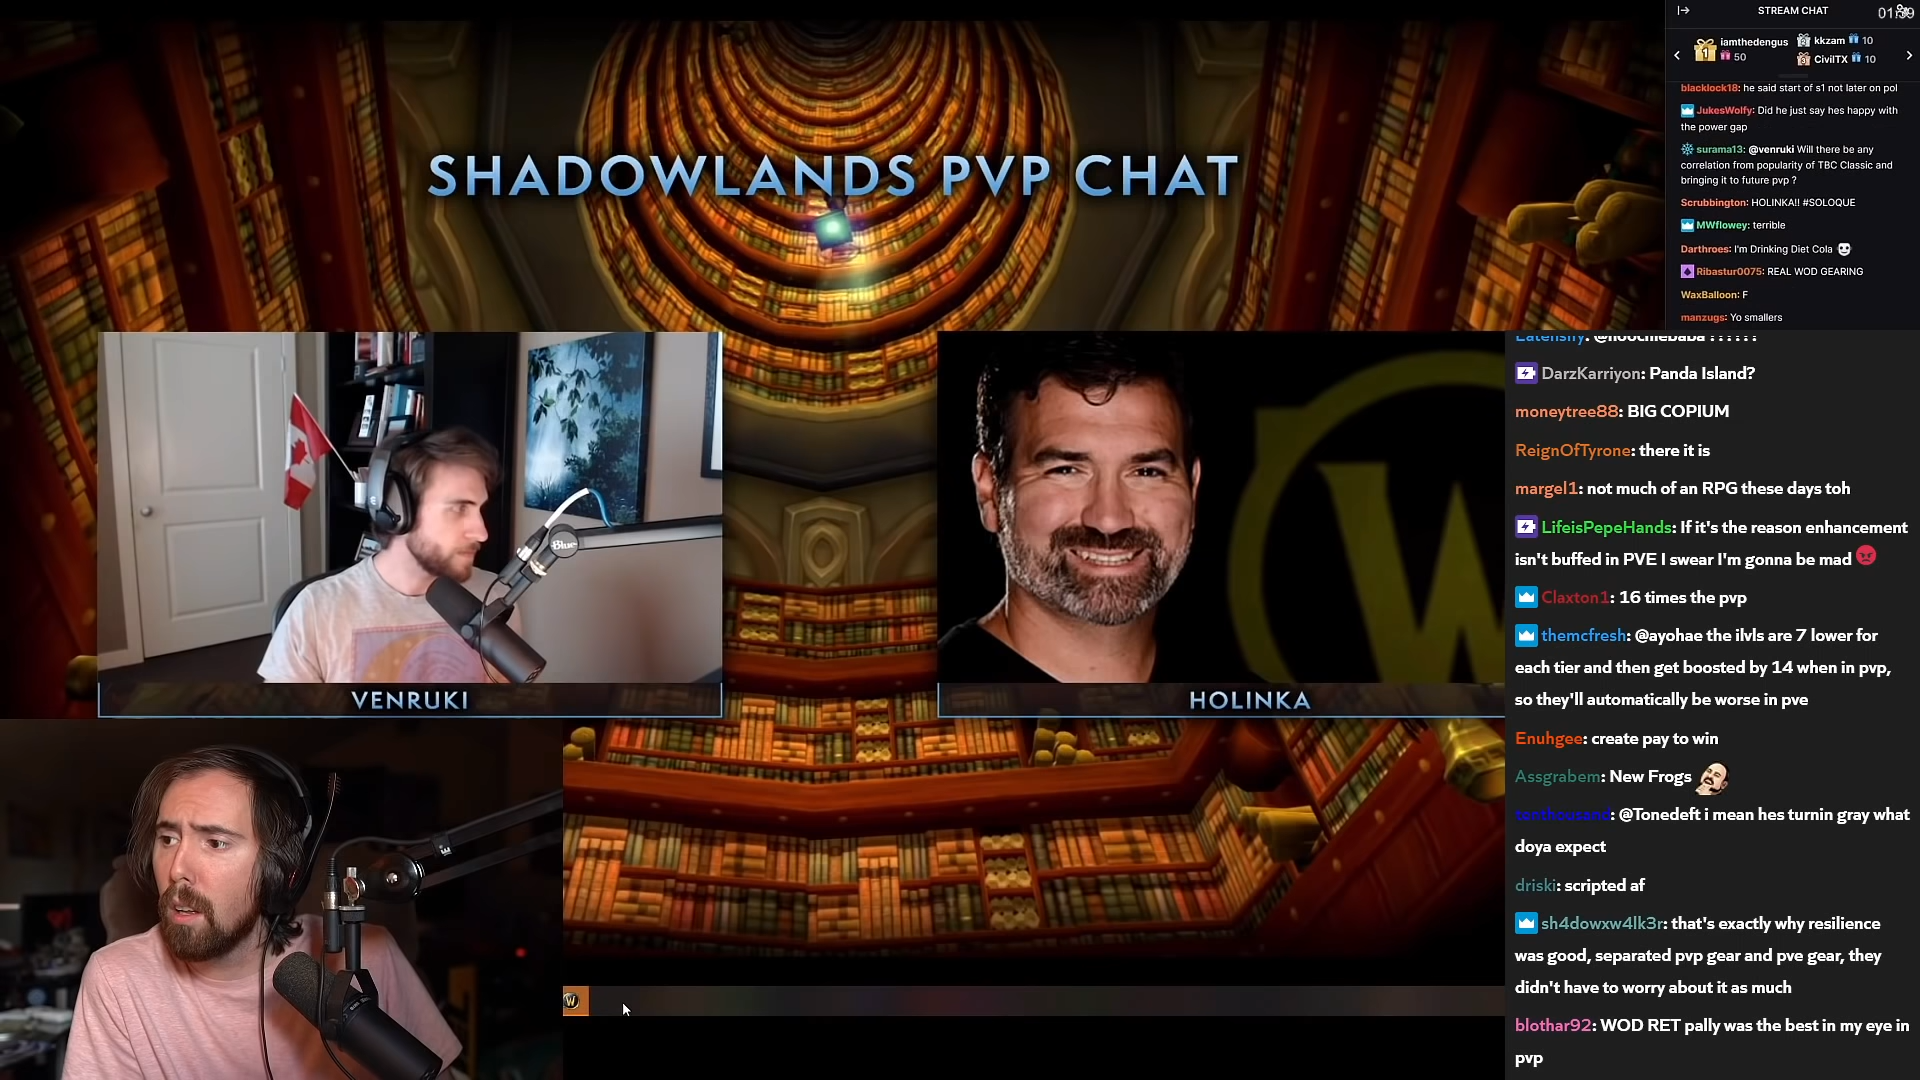 STREAM CHAT
iamthedengus
50
kkzam 10
CivilTX 10
blacklock18: he said start of s1 not later on pol
JukesWolfy: Did he just say hes happy with
the power gap
surama13: @venruki Will there be any
correlation from popularity of TBC Classic and
bringing it to future pvp ?
Scrubbington: HOLINKA!! #SOLOQUE
MWflowey: terrible
Darthroes: I'm Drinking Diet Cola
Ribastur0075: REAL WOD GEARING
WaxBalloon: F
manzugs: Yo smallers
SHADOWLANDS PVP CHAT
VENRUKI
HOLINKA
Blue
DarzKarriyon: Panda Island?
moneytree88: BIG COPIUM
ReignOfTyrone: there it is
margel1: not much of an RPG these days toh
LifeisPepeHands: If it's the reason enhancement
isn't buffed in PVE I swear I'm gonna be mad
Claxton1: 16 times the pvp
themcfresh: @ayohae the ilvls are 7 lower for
each tier and then get boosted by 14 when in pvp,
so they'll automatically be worse in pve
Enuhgee: create pay to win
Assgrabem: New Frogs
tenthousand: @Tonedeft i mean hes turnin gray what
doya expect
driski: scripted af
sh4dowxw4lk3r: that's exactly why resilience
was good, separated pvp gear and pve gear, they
didn't have to worry about it as much
blothar92: WOD RET pally was the best in my eye in
pvp